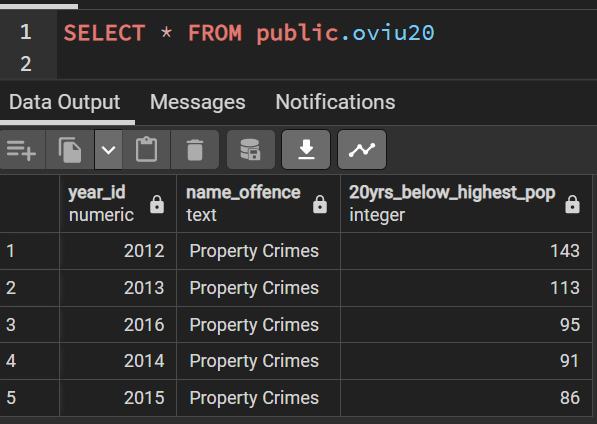 1 SELECT * FROM public.oviu20
2
Data Output Messages Notifications
year_id name_offence 20yrs_below_highest_pop
numeric text integer
1 2012 Property Crimes 143
2 2013 Property Crimes 113
3 2016 Property Crimes 95
4 2014 Property Crimes 91
5 2015 Property Crimes 86